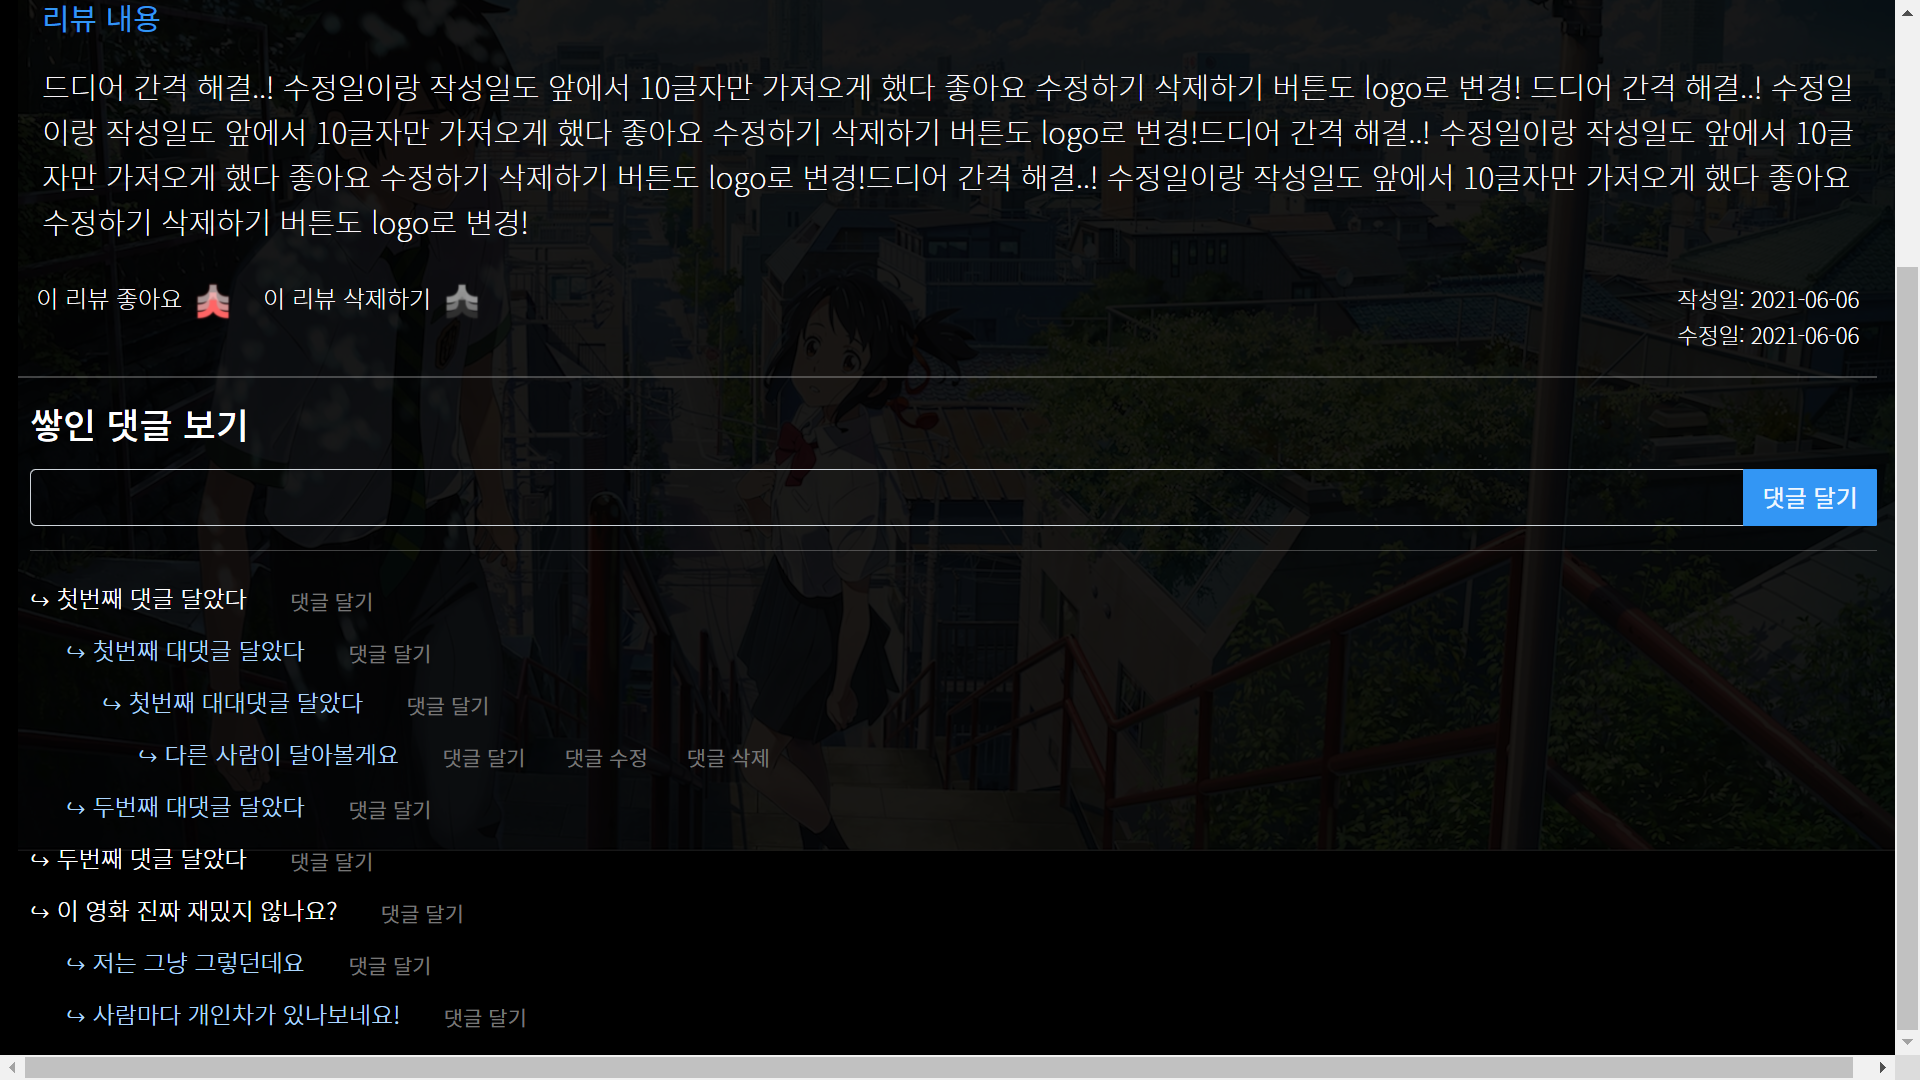 리뷰 내용
드디어 간격 해결..! 수정일이랑 작성일도 앞에서 10글자만 가져오게 했다 좋아요 수정하기 삭제하기 버튼도 logo로 변경! 드디어 간격 해결..! 수정일
이랑 작성일도 앞에서 10글자만 가져오게 했다 좋아요 수정하기 삭제하기 버튼도 logo로 변경!드디어 간격 해결..! 수정일이랑 작성일도 앞에서 10글
자만 가져오게 했다 좋아요 수정하기 삭제하기 버튼도 logo로 변경!드디어 간격 해결..! 수정일이랑 작성일도 앞에서 10글자만 가져오게 했다 좋아요
수정하기 삭제하기 버튼도 logo로 변경!
이 리뷰 좋아요 이 리뷰 삭제하기 작성일: 2021-06-06
수정일: 2021-06-06
쌓인 댓글 보기
댓글 달기
↪ 첫번째 댓글 달았다 댓글 달기
↪ 첫번째 대댓글 달았다 댓글 달기
↪ 첫번째 대대댓글 달았다 댓글 달기
↪ 다른 사람이 달아볼게요 댓글 달기 댓글 수정 댓글 삭제
↪ 두번째 대댓글 달았다 댓글 달기
↪ 두번째 댓글 달았다 댓글 달기
↪ 이 영화 진짜 재밌지 않나요? 댓글 달기
↪ 저는 그냥 그렇던데요 댓글 달기
↪ 사람마다 개인차가 있나보네요! 댓글 달기